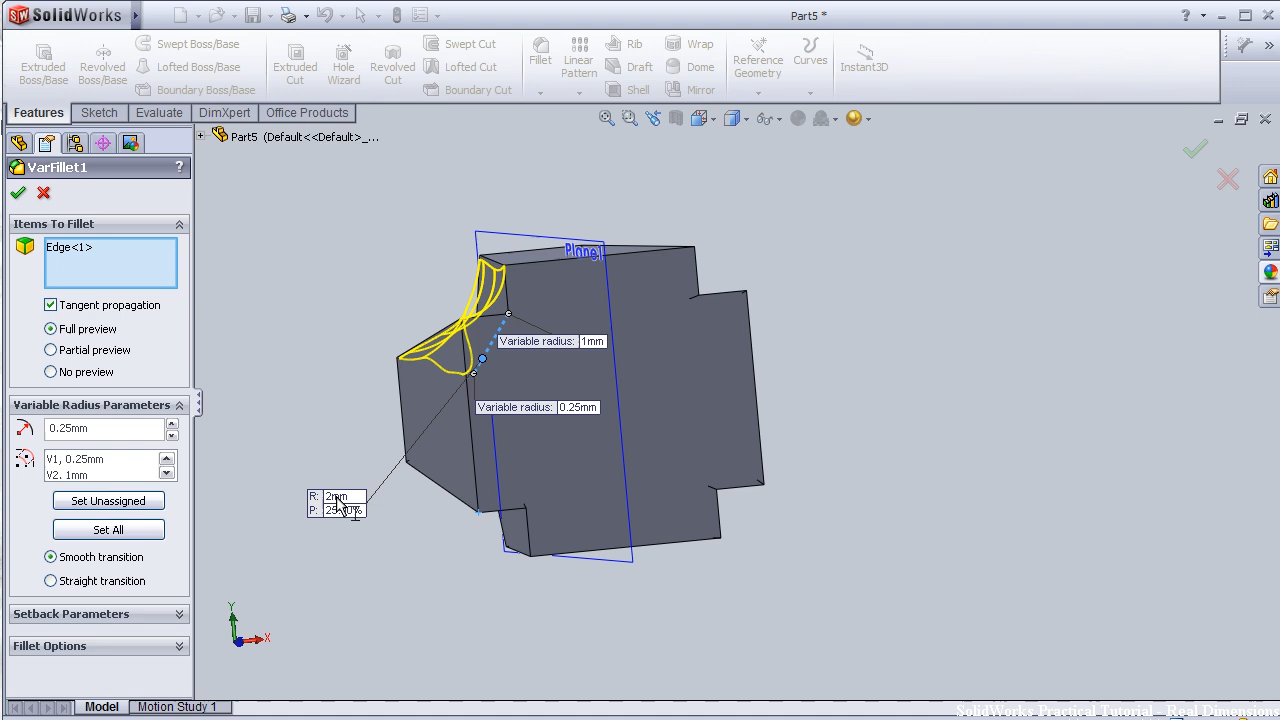 SolidWorks
Part5 *
Extruded Boss/Base
Revolved Boss/Base
Swept Boss/Base
Lofted Boss/Base
Boundary Boss/Base
Extruded Cut
Hole Wizard
Revolved Cut
Swept Cut
Lofted Cut
Boundary Cut
Fillet
Linear Pattern
Rib
Draft
Shell
Wrap
Dome
Mirror
Reference Geometry
Curves
Instant3D
Features
Sketch
Evaluate
DimXpert
Office Products
Part5 (Default<<Default>_...
VarFillet1
?
Items To Fillet
Edge<1>
Tangent propagation
Full preview
Partial preview
No preview
Variable Radius Parameters
0.25mm
V1, 0.25mm
V2. 1mm
Set Unassigned
Set All
Smooth transition
Straight transition
Setback Parameters
Fillet Options
Variable radius: 1mm
Variable radius: 0.25mm
R:
P:
Y
X
Model
Motion Study 1
SolidWorks Practical Tutorial - Real Dimensions